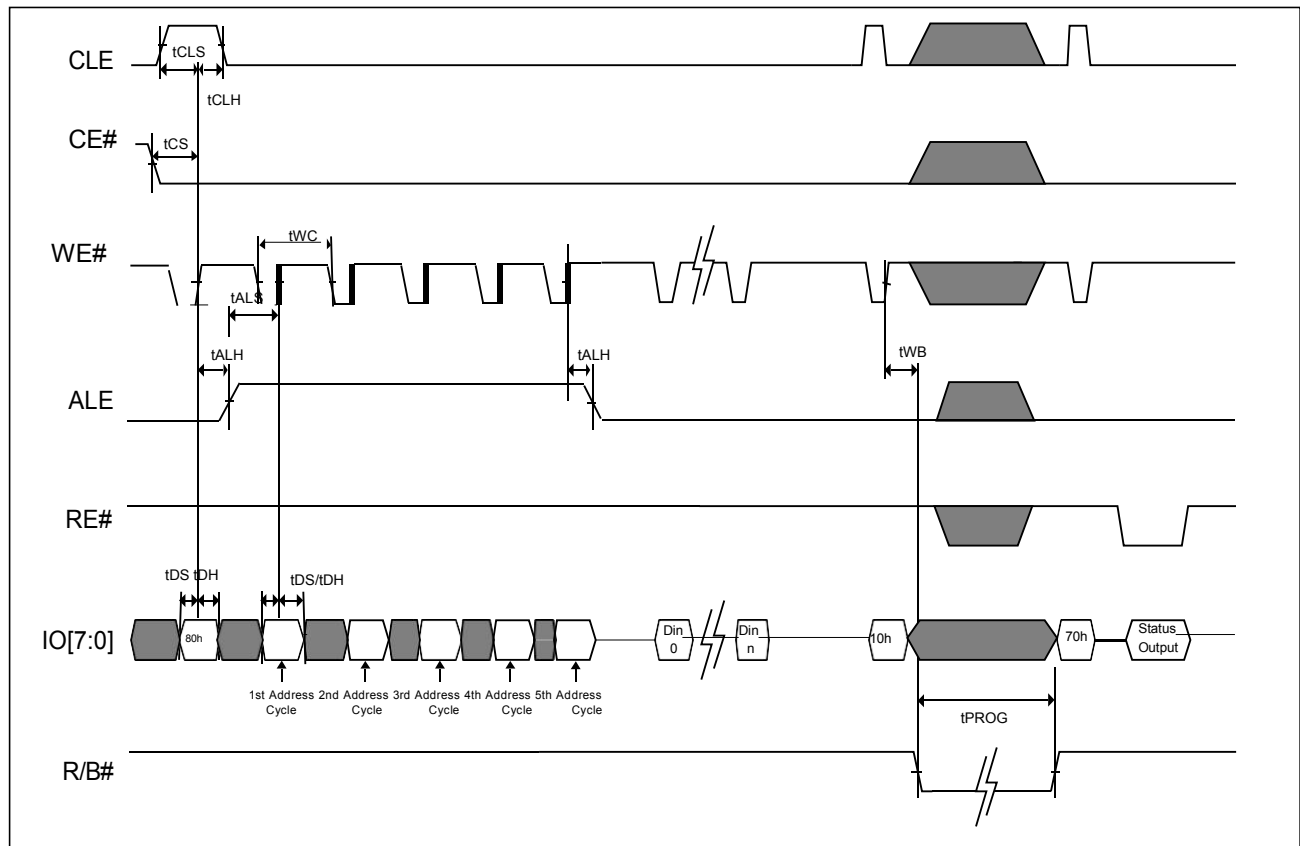 CLE
tCLS
tCLH
CE#
tCS
WE#
tWC
tALS
tALH
tALH
tWB
ALE
RE#
tDS tDH
tDS/tDH
IO[7:0]
80h
Din 0
Din n
10h
70h
Status Output
1st Address Cycle
2nd Address Cycle
3rd Address Cycle
4th Address Cycle
5th Address Cycle
tPROG
R/B#